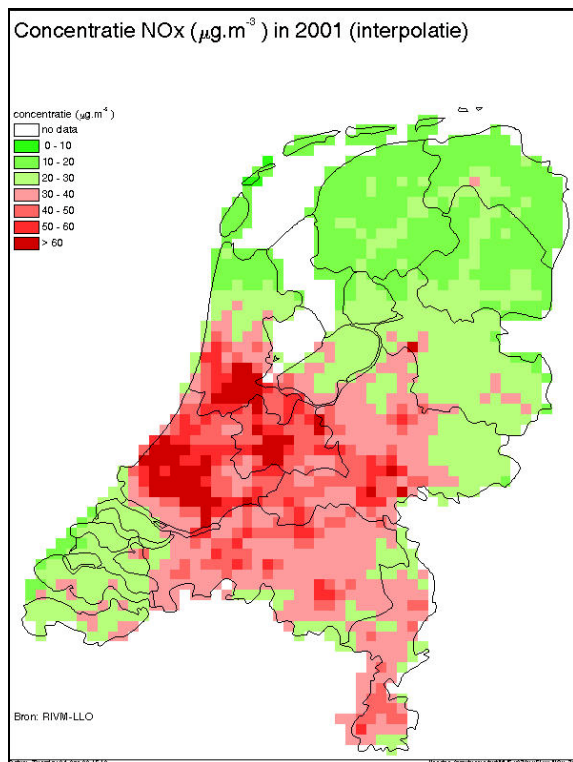 Concentratie NOx (μg.m⁻³) in 2001 (interpolatie)
concentratie (μg.m⁻³)
no data
0 - 10
10 - 20
20 - 30
30 - 40
40 - 50
50 - 60
> 60
Bron: RIVM-LLO